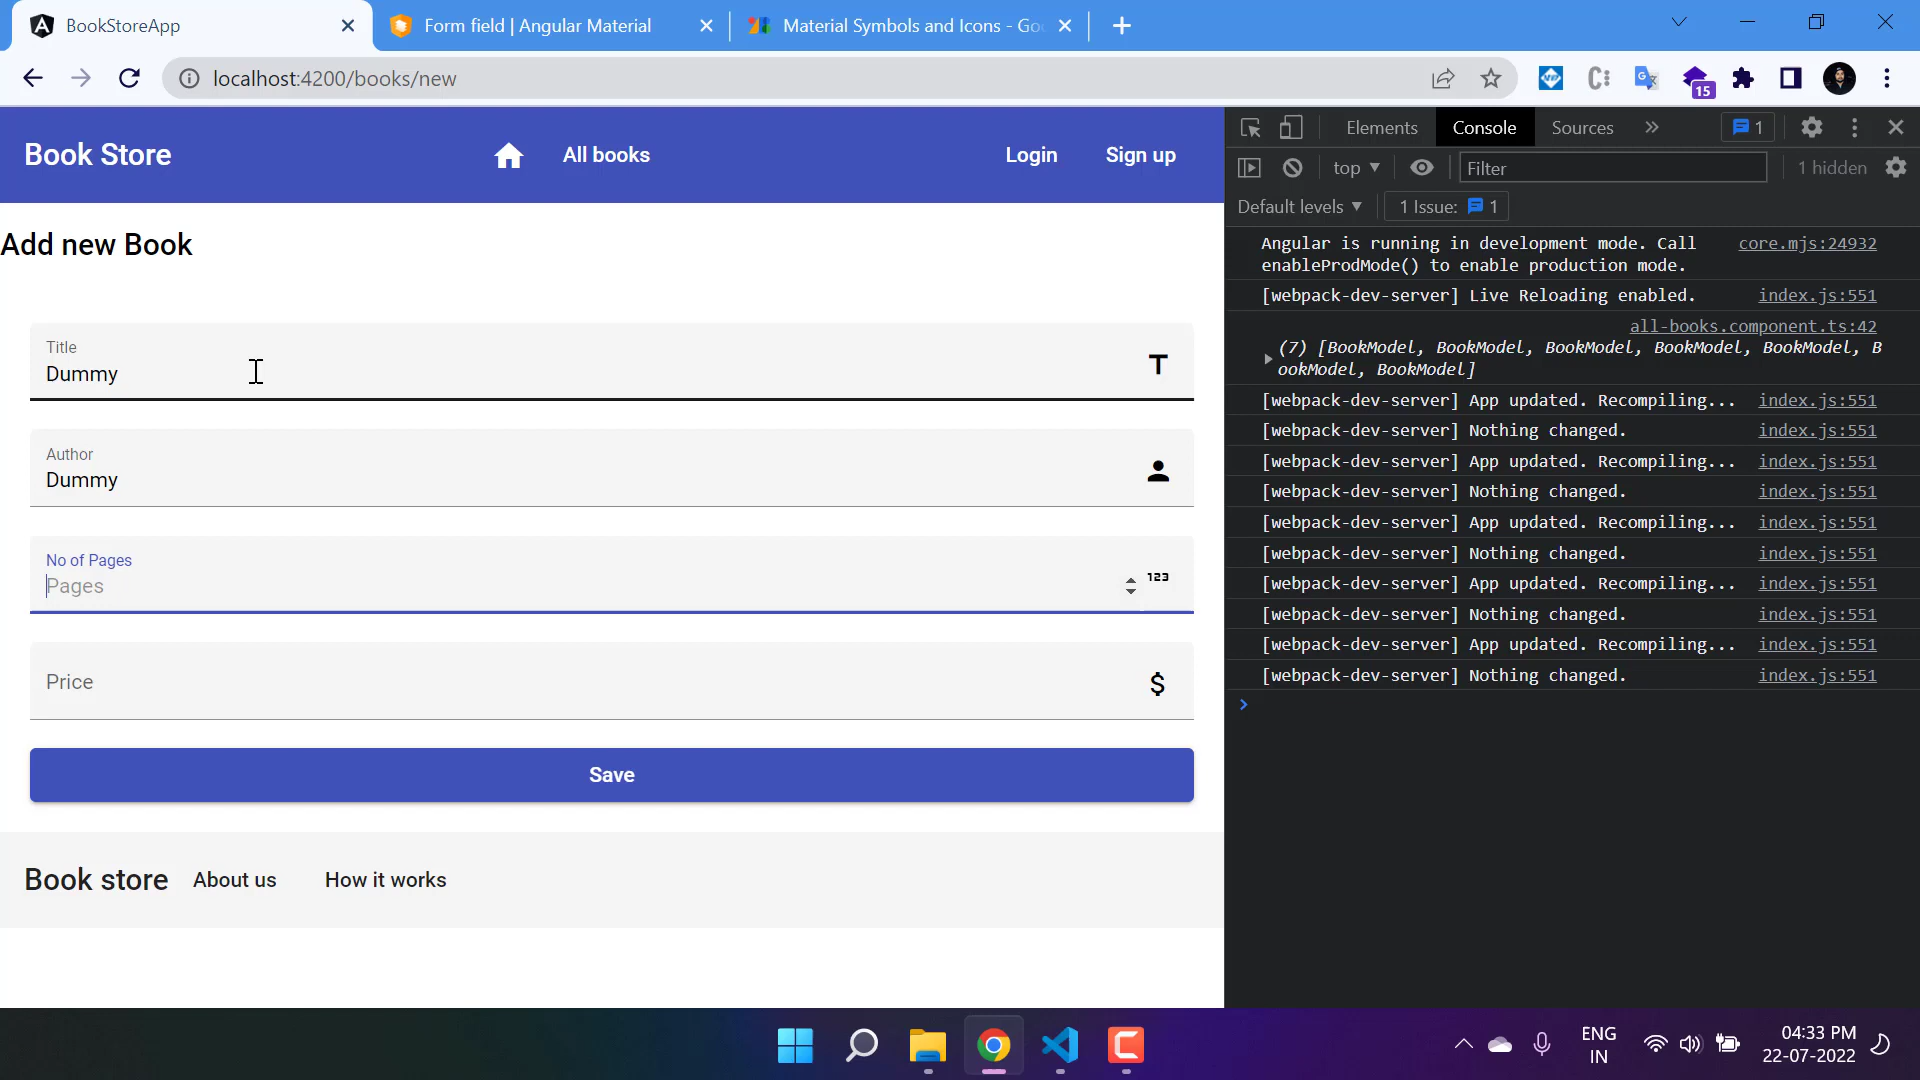 BookStoreApp
Form field | Angular Material
Material Symbols and Icons - Goo
localhost:4200/books/new
15
Book Store
All books
Login
Sign up
Add new Book
Title
Dummy
T
Author
Dummy
No of Pages
Pages
123
Price
$
Save
Book store
About us
How it works
Elements
Console
Sources
1
top
Filter
1 hidden
Default levels
1 Issue:
1
Angular is running in development mode. Call core.mjs:24932
enableProdMode() to enable production mode.
[webpack-dev-server] Live Reloading enabled. index.js:551
all-books.component.ts:42
(7) [BookModel, BookModel, BookModel, BookModel, BookModel, B
ookModel, BookModel]
[webpack-dev-server] App updated. Recompiling... index.js:551
[webpack-dev-server] Nothing changed. index.js:551
[webpack-dev-server] App updated. Recompiling... index.js:551
[webpack-dev-server] Nothing changed. index.js:551
[webpack-dev-server] App updated. Recompiling... index.js:551
[webpack-dev-server] Nothing changed. index.js:551
[webpack-dev-server] App updated. Recompiling... index.js:551
[webpack-dev-server] Nothing changed. index.js:551
[webpack-dev-server] App updated. Recompiling... index.js:551
[webpack-dev-server] Nothing changed. index.js:551
ENG
IN
04:33 PM
22-07-2022